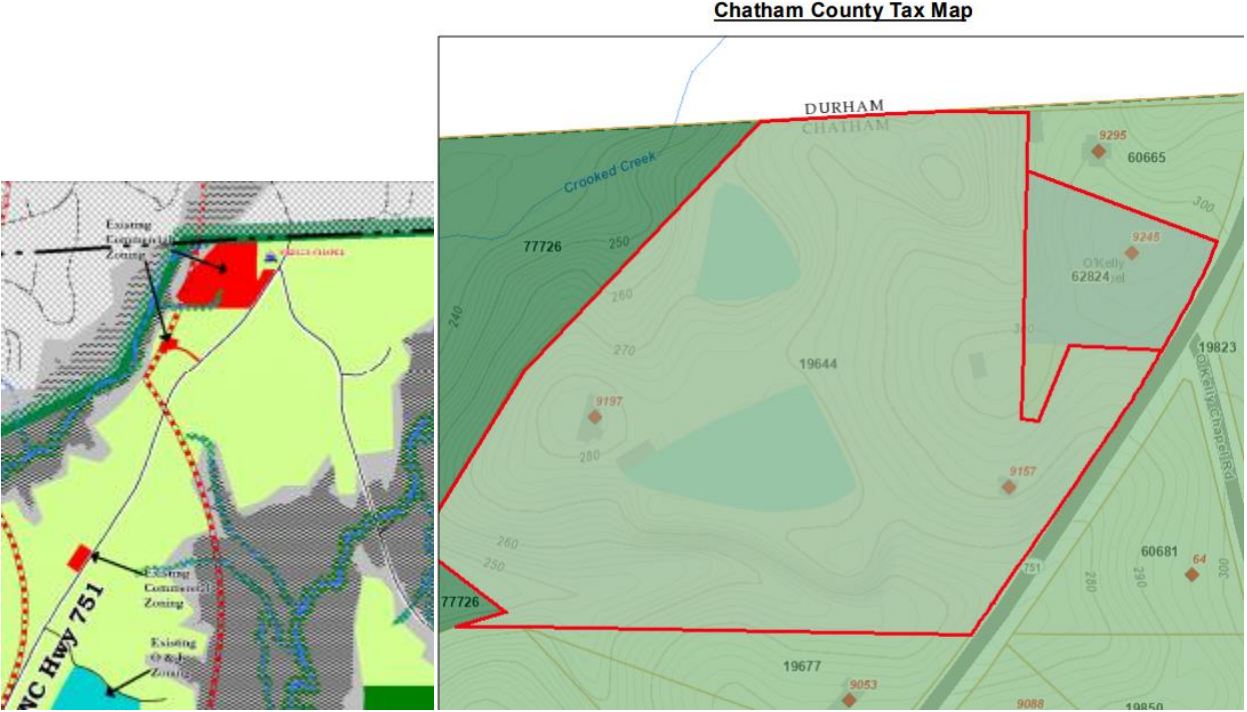 Chatham County Tax Map
DURHAM
CHATHAM
9295
60665
300
Crooked Creek
77726
250
9245
O'Kelly
62824
240
260
270
300
19644
19823
O'Kelly Chapel Rd
9197
280
9157
260
250
751
60681
64
280
290
300
77726
19677
9053
9088
19850
Existing
Commercial
Zoning
Existing
Commercial
Zoning
Existing
O & I
Zoning
NC Hwy 751